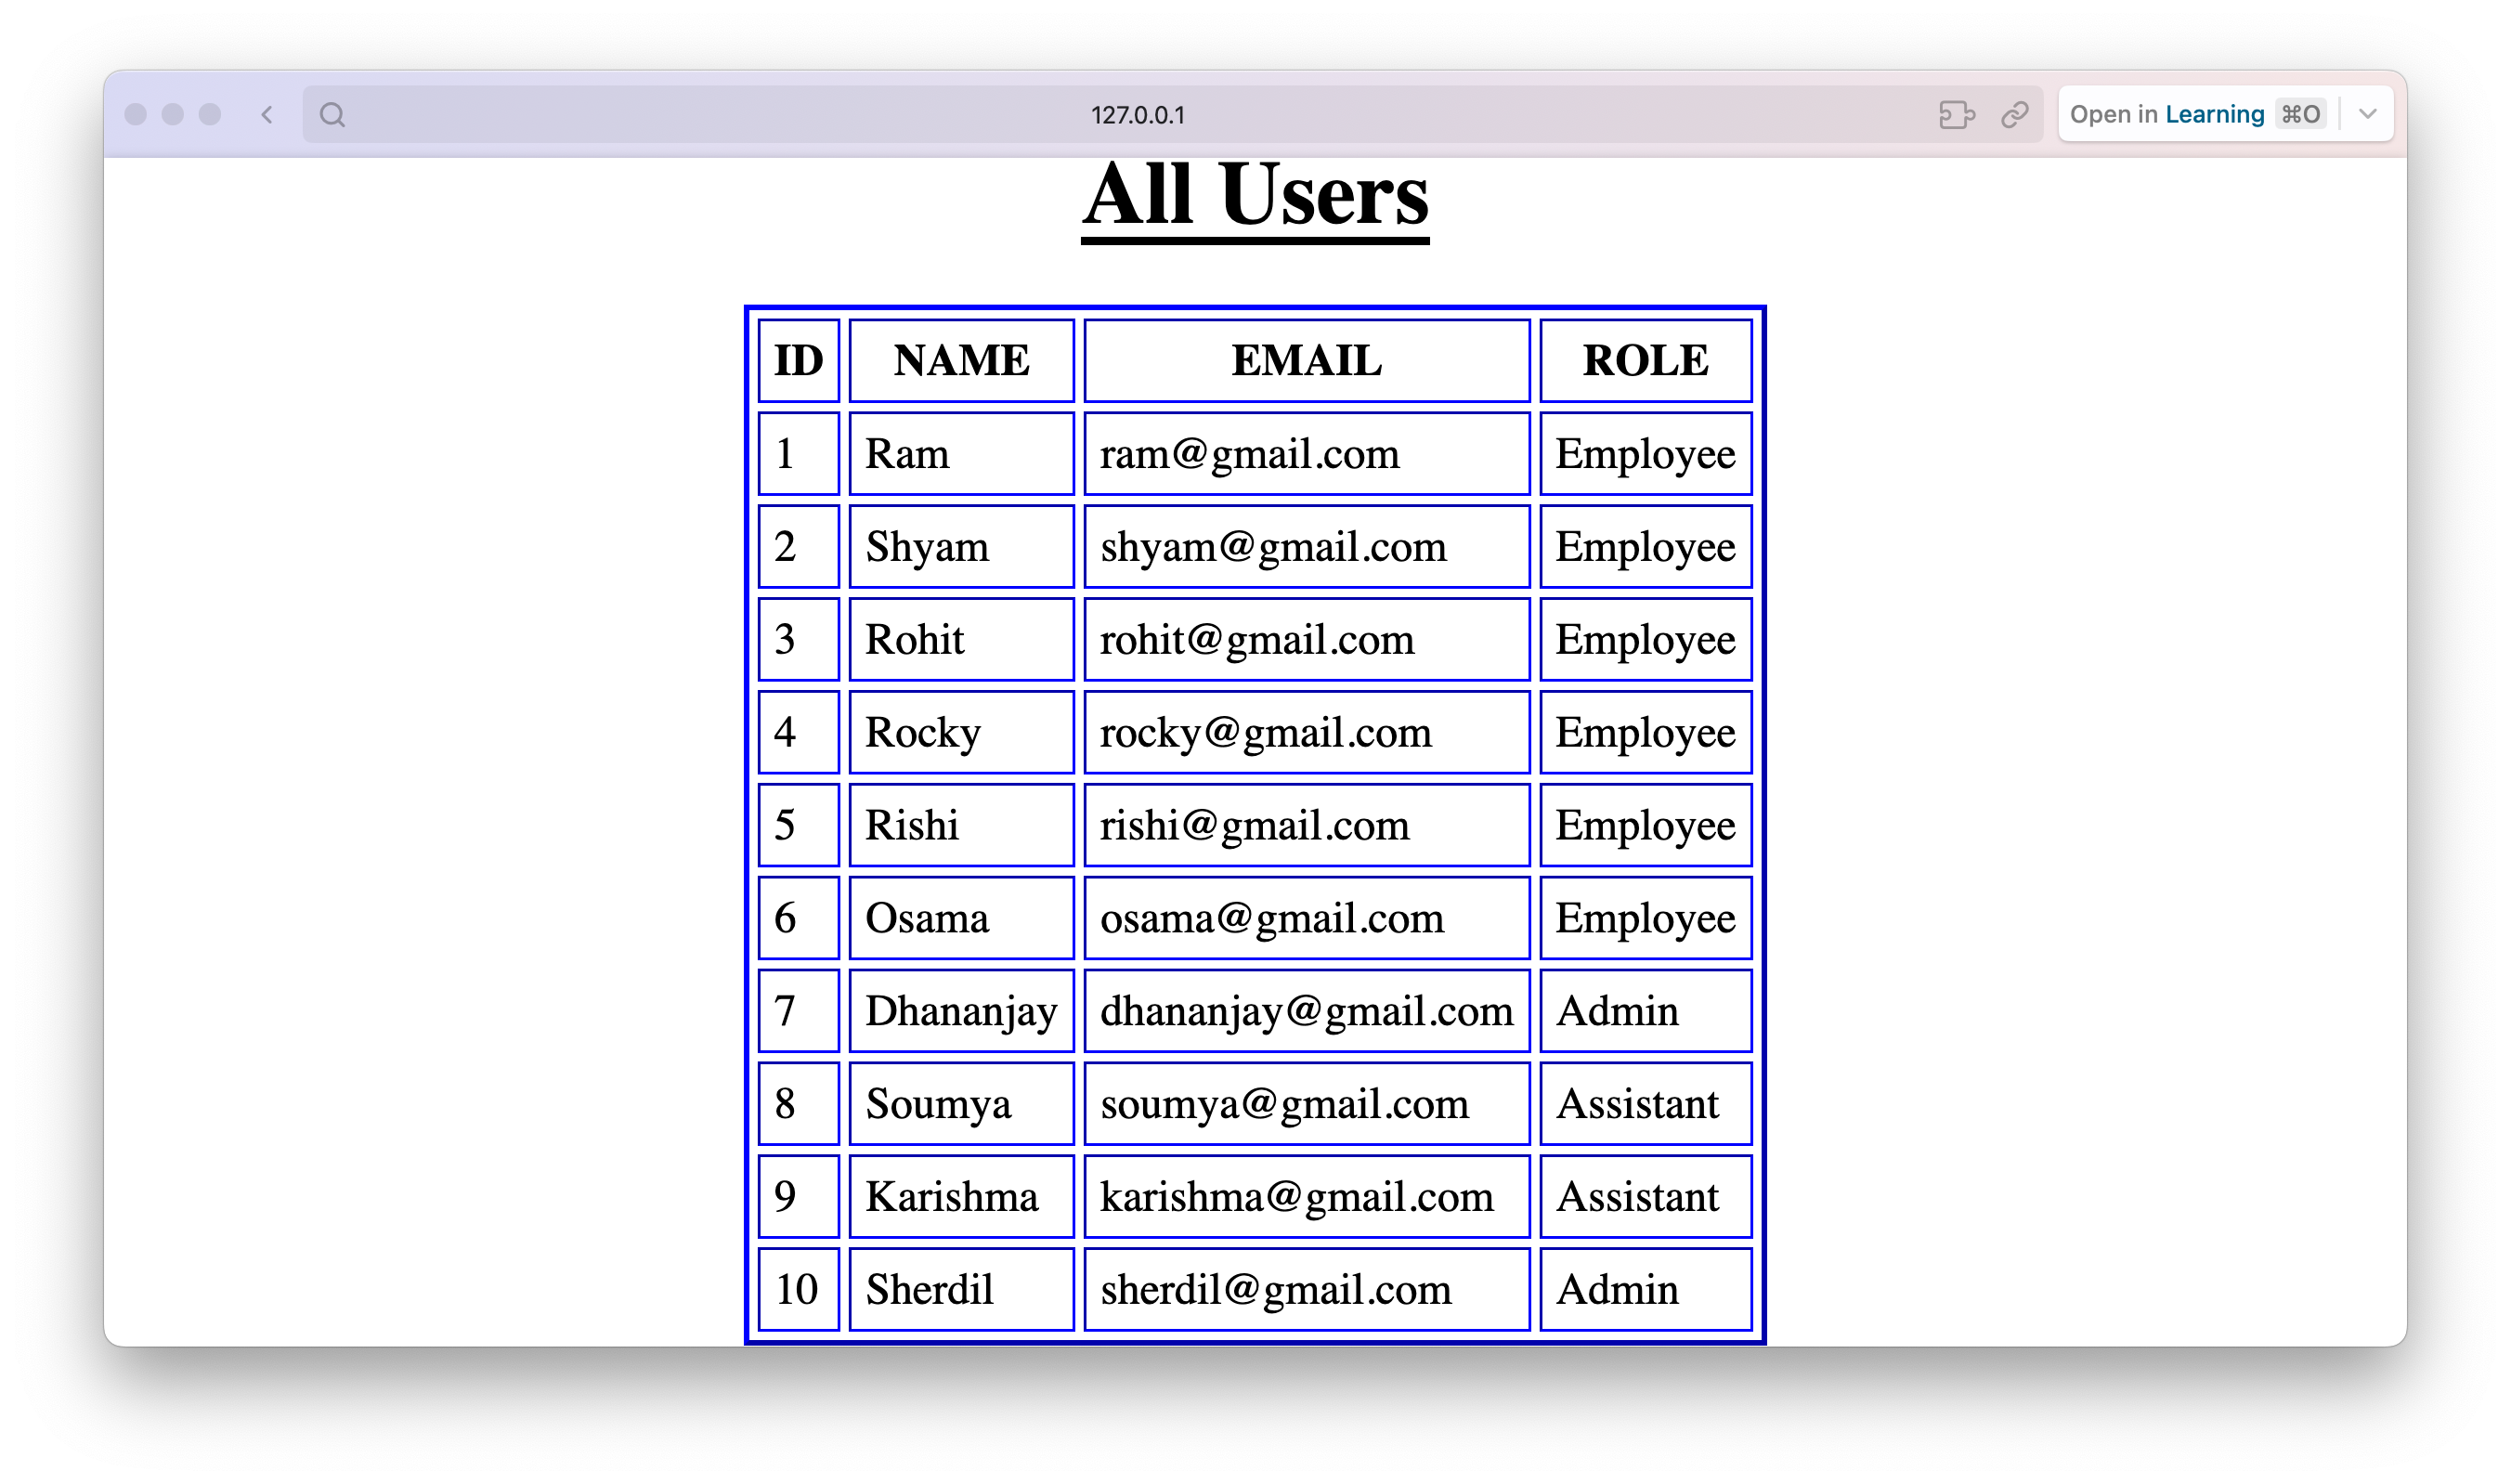 127.0.0.1
Open in Learning ⌘O
All Users
ID NAME EMAIL ROLE
1 Ram ram@gmail.com Employee
2 Shyam shyam@gmail.com Employee
3 Rohit rohit@gmail.com Employee
4 Rocky rocky@gmail.com Employee
5 Rishi rishi@gmail.com Employee
6 Osama osama@gmail.com Employee
7 Dhananjay dhananjay@gmail.com Admin
8 Soumya soumya@gmail.com Assistant
9 Karishma karishma@gmail.com Assistant
10 Sherdil sherdil@gmail.com Admin